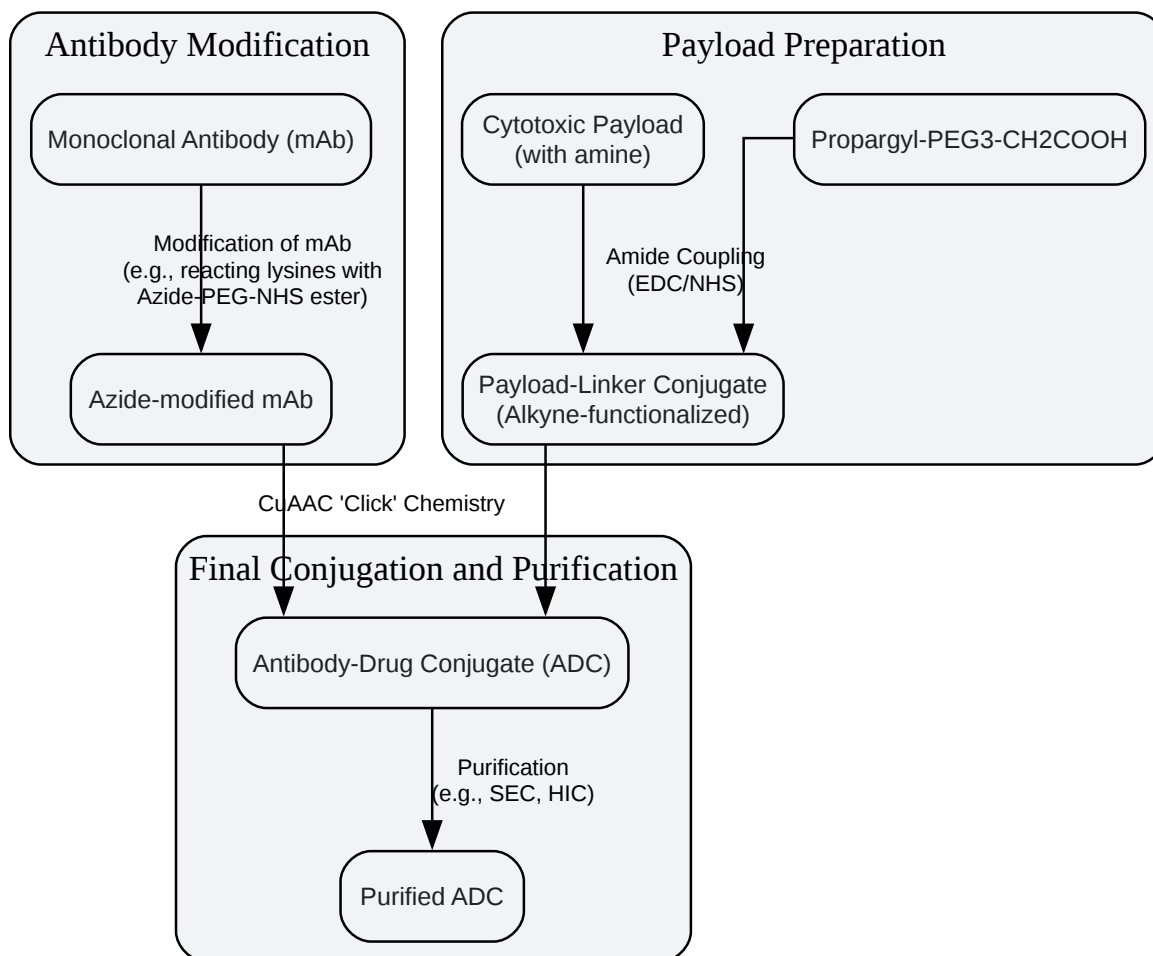 Antibody Modification
Monoclonal Antibody (mAb)
Modification of mAb
(e.g., reacting lysines with
Azide-PEG-NHS ester)
Azide-modified mAb
Payload Preparation
Cytotoxic Payload
(with amine)
Propargyl-PEG3-CH2COOH
Amide Coupling
(EDC/NHS)
Payload-Linker Conjugate
(Alkyne-functionalized)
CuAAC 'Click' Chemistry
Final Conjugation and Purification
Antibody-Drug Conjugate (ADC)
Purification
(e.g., SEC, HIC)
Purified ADC